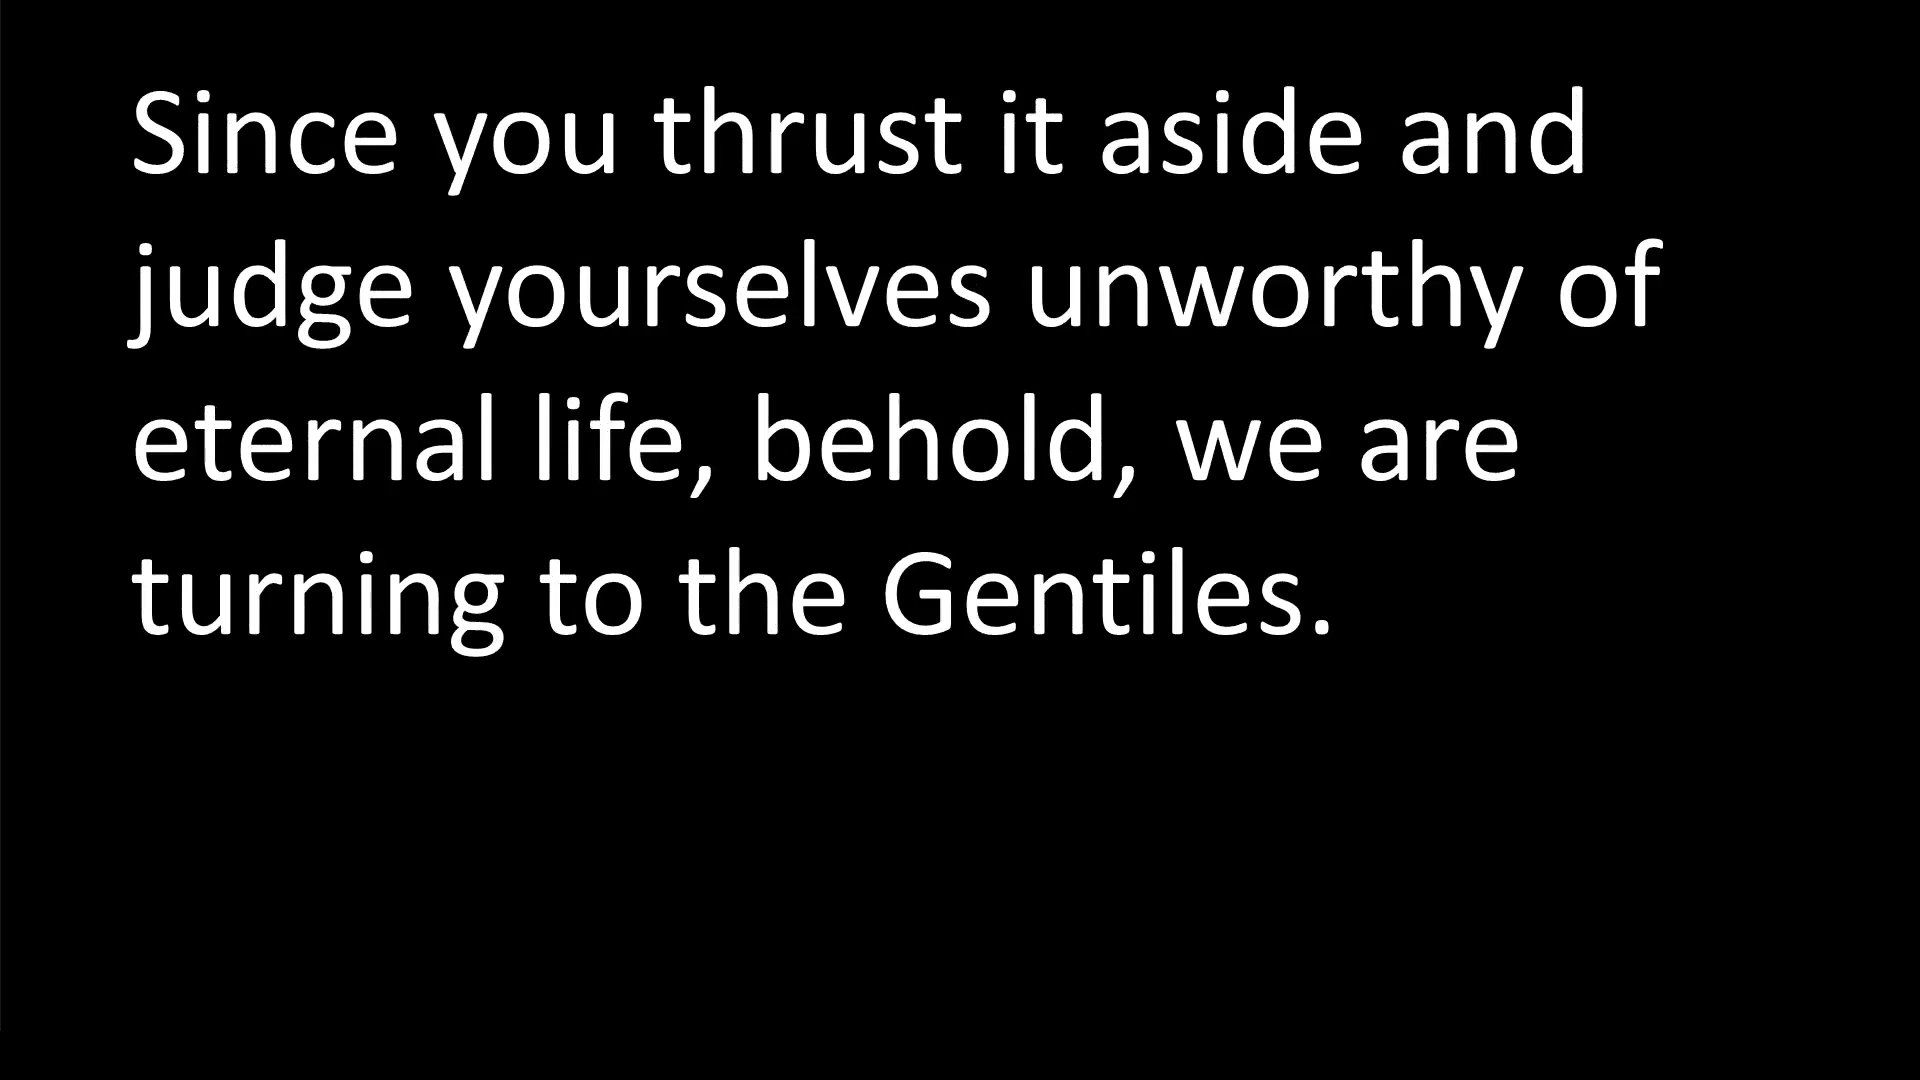 Since you thrust it aside and
judge yourselves unworthy of
eternal life, behold, we are
turning to the Gentiles.